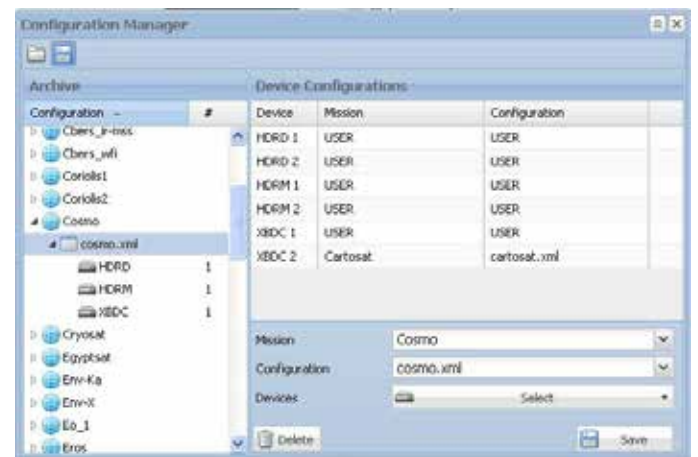 Configuration Manager
Archive
Device Configurations
Configuration #
Cbers_ir-mss
Cbers_wfi
Coriolis1
Coriolis2
Cosmo
cosmo.xml
HDRD 1
HDRM 1
XBDC 1
Cryosat
Egyptsat
Env-Ka
Env-X
Eo_1
Eros
Device Mission Configuration
HDRD 1 USER USER
HDRD 2 USER USER
HDRM 1 USER USER
HDRM 2 USER USER
XBDC 1 USER USER
XBDC 2 Cartosat cartosat.xml
Mission Cosmo
Configuration cosmo.xml
Devices Select
Delete Save